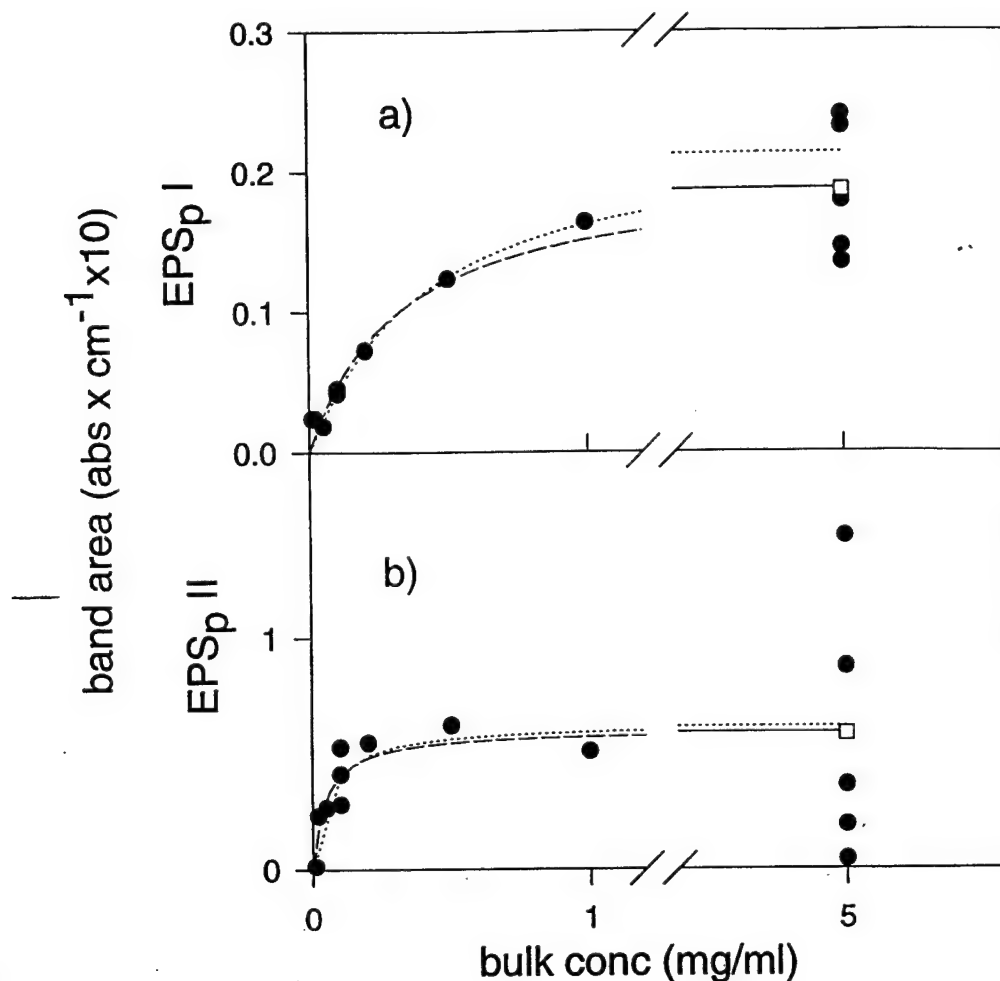 0.3
a)
0.2
0.1
0.0
EPSp I
band area (abs x cm-1x10)
b)
EPSp II
1
0
0
1
5
bulk conc (mg/ml)